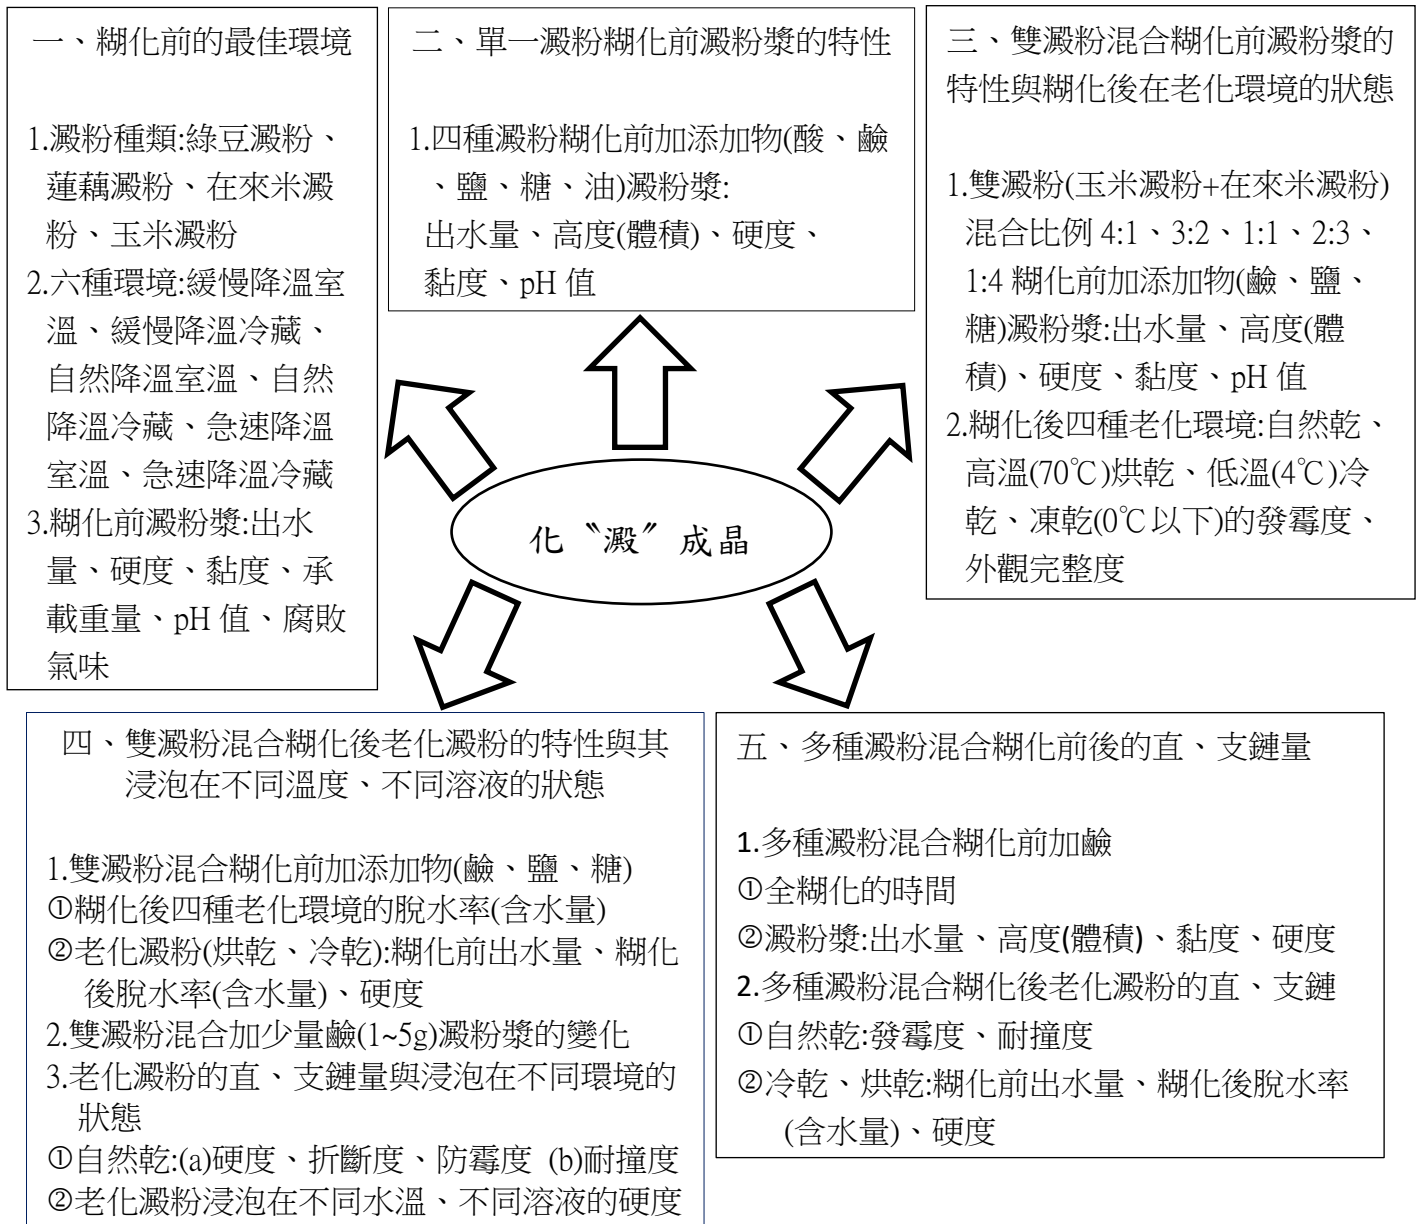 一、糊化前的最佳環境
1.澱粉種類:綠豆澱粉、
蓮藕澱粉、在來米澱
粉、玉米澱粉
2.六種環境:緩慢降溫室
溫、緩慢降溫冷藏、
自然降溫室溫、自然
降溫冷藏、急速降溫
室溫、急速降溫冷藏
3.糊化前澱粉漿:出水
量、硬度、黏度、承
載重量、pH 值、腐敗
氣味
二、單一澱粉糊化前澱粉漿的特性
1.四種澱粉糊化前加添加物(酸、鹼
、鹽、糖、油)澱粉漿:
出水量、高度(體積)、硬度、
黏度、pH 值
三、雙澱粉混合糊化前澱粉漿的
特性與糊化後在老化環境的狀態
1.雙澱粉(玉米澱粉+在來米澱粉)
混合比例 4:1、3:2、1:1、2:3、
1:4 糊化前加添加物(鹼、鹽、
糖)澱粉漿:出水量、高度(體
積)、硬度、黏度、pH 值
2.糊化後四種老化環境:自然乾、
高溫(70℃)烘乾、低溫(4℃)冷
乾、凍乾(0℃以下)的發霉度、
外觀完整度
化〝澱〞成晶
四、雙澱粉混合糊化後老化澱粉的特性與其
浸泡在不同溫度、不同溶液的狀態
1.雙澱粉混合糊化前加添加物(鹼、鹽、糖)
①糊化後四種老化環境的脫水率(含水量)
②老化澱粉(烘乾、冷乾):糊化前出水量、糊化
後脫水率(含水量)、硬度
2.雙澱粉混合加少量鹼(1~5g)澱粉漿的變化
3.老化澱粉的直、支鏈量與浸泡在不同環境的
狀態
①自然乾:(a)硬度、折斷度、防霉度 (b)耐撞度
②老化澱粉浸泡在不同水溫、不同溶液的硬度
五、多種澱粉混合糊化前後的直、支鏈量
1.多種澱粉混合糊化前加鹼
①全糊化的時間
②澱粉漿:出水量、高度(體積)、黏度、硬度
2.多種澱粉混合糊化後老化澱粉的直、支鏈
①自然乾:發霉度、耐撞度
②冷乾、烘乾:糊化前出水量、糊化後脫水率
(含水量)、硬度